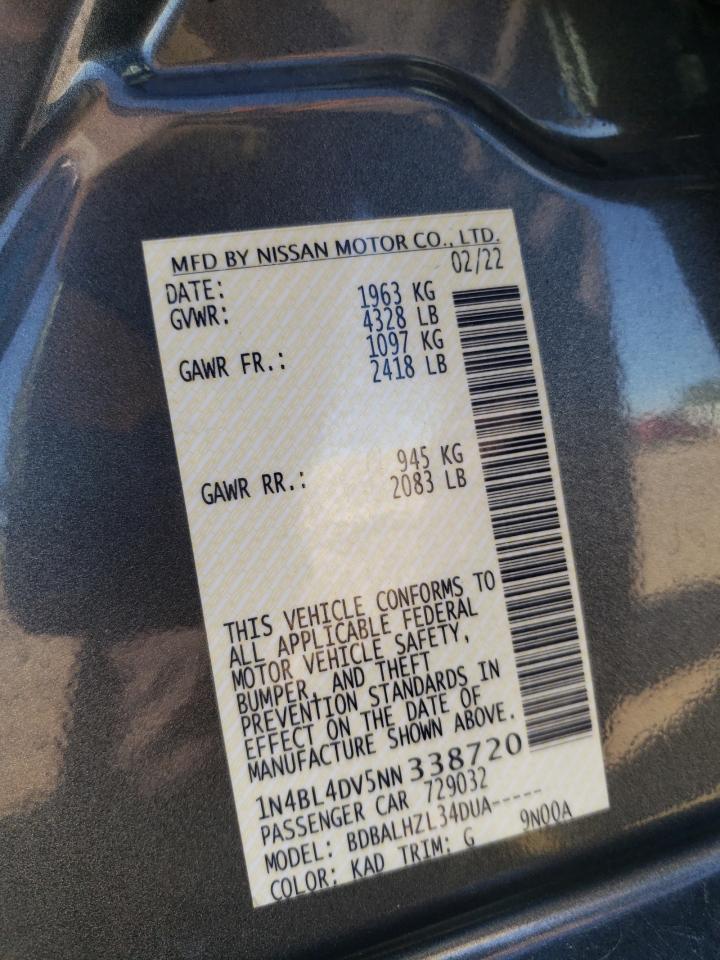 MFD BY NISSAN MOTOR CO., LTD.
DATE: 02/22
GVWR: 1963 KG
4328 LB
GAWR FR.: 1097 KG
2418 LB
GAWR RR.: 945 KG
2083 LB
THIS VEHICLE CONFORMS TO
ALL APPLICABLE FEDERAL
MOTOR VEHICLE SAFETY,
BUMPER, AND THEFT
PREVENTION STANDARDS IN
EFFECT ON THE DATE OF
MANUFACTURE SHOWN ABOVE.
1N4BL4DV5NN338720
PASSENGER CAR 729032
MODEL: BDBALHZL34DUA-----
COLOR: KAD TRIM: G 9N00A